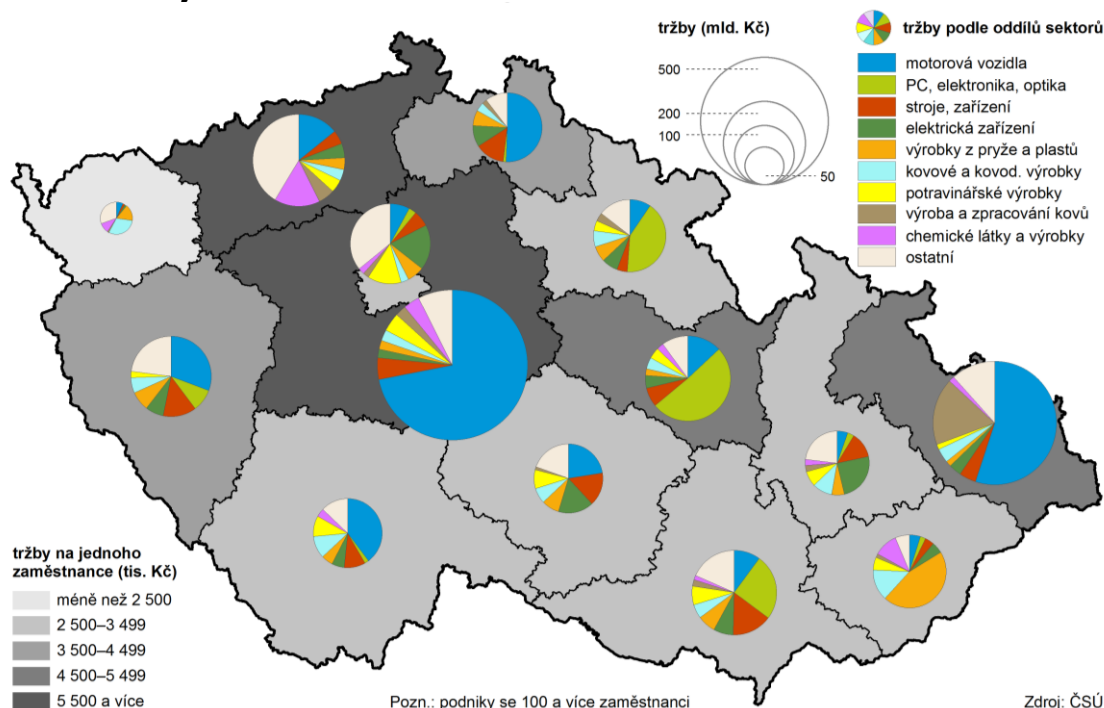 tržby (mld. Kč)
500
200
100
50
tržby podle oddílů sektorů
motorová vozidla
PC, elektronika, optika
stroje, zařízení
elektrická zařízení
výrobky z pryže a plastů
kovové a kovod. výrobky
potravinářské výrobky
výroba a zpracování kovů
chemické látky a výrobky
ostatní
tržby na jednoho
zaměstnance (tis. Kč)
méně než 2 500
2 500–3 499
3 500–4 499
4 500–5 499
5 500 a více
Pozn.: podniky se 100 a více zaměstnanci
Zdroj: ČSÚ